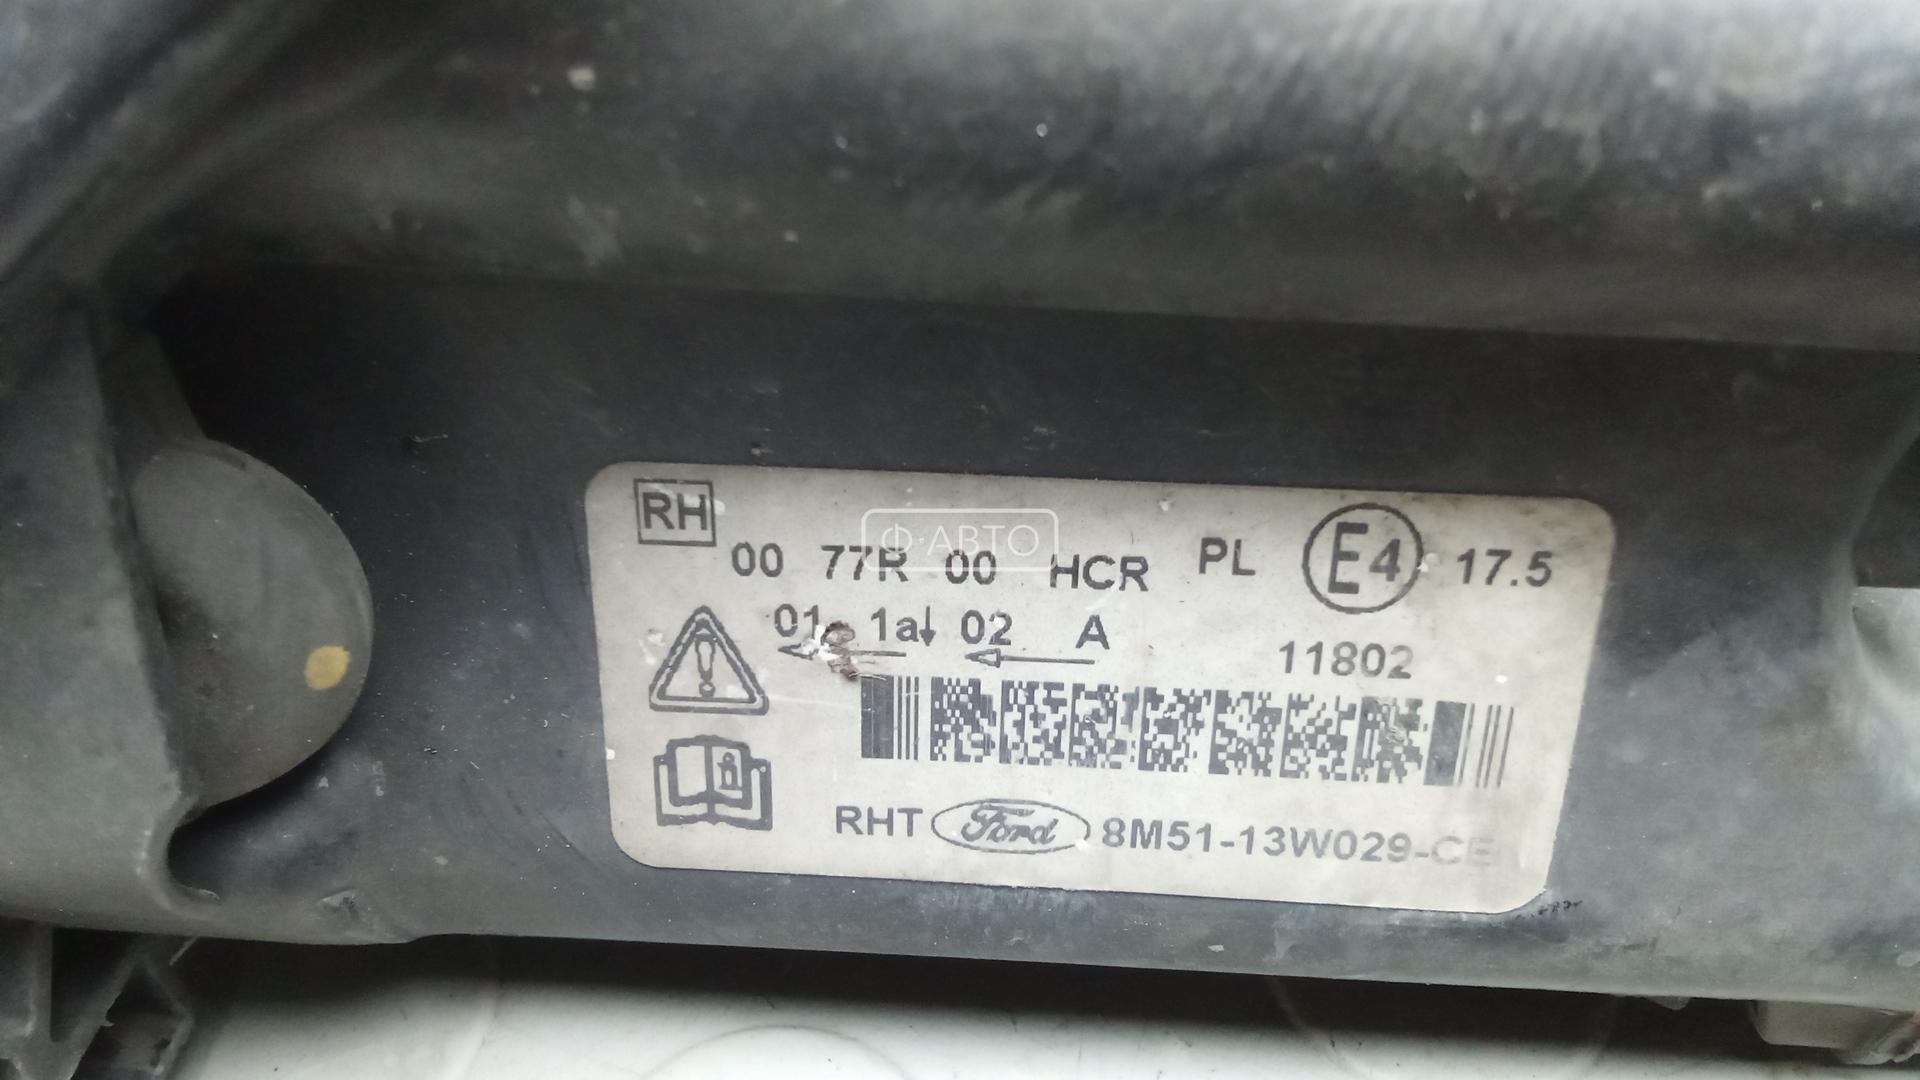 RH
00 77R 00 HCR PL E4 17.5
01 1a↓ 02 A
11802
RHT Ford 8M51-13W029-CE
Ф·АВТО